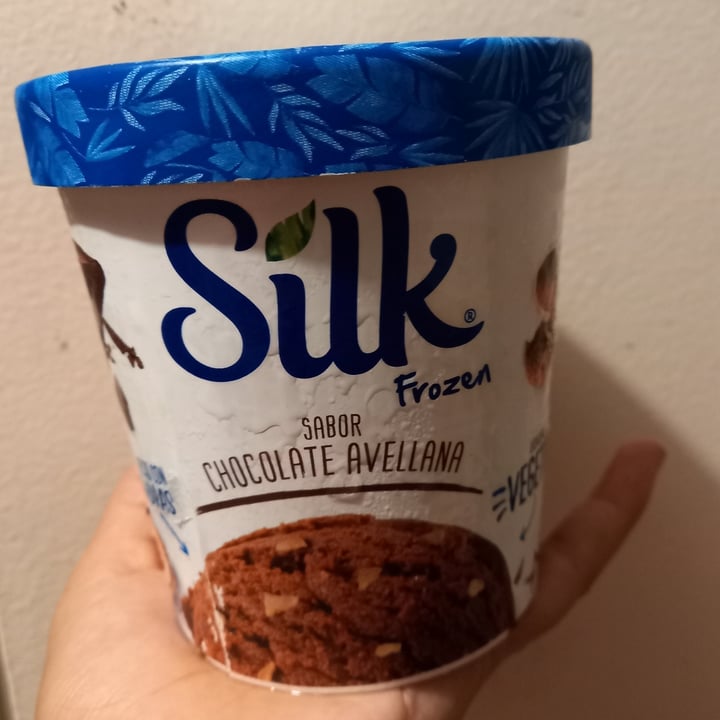 Silk®
Frozen
SABOR
CHOCOLATE AVELLANA